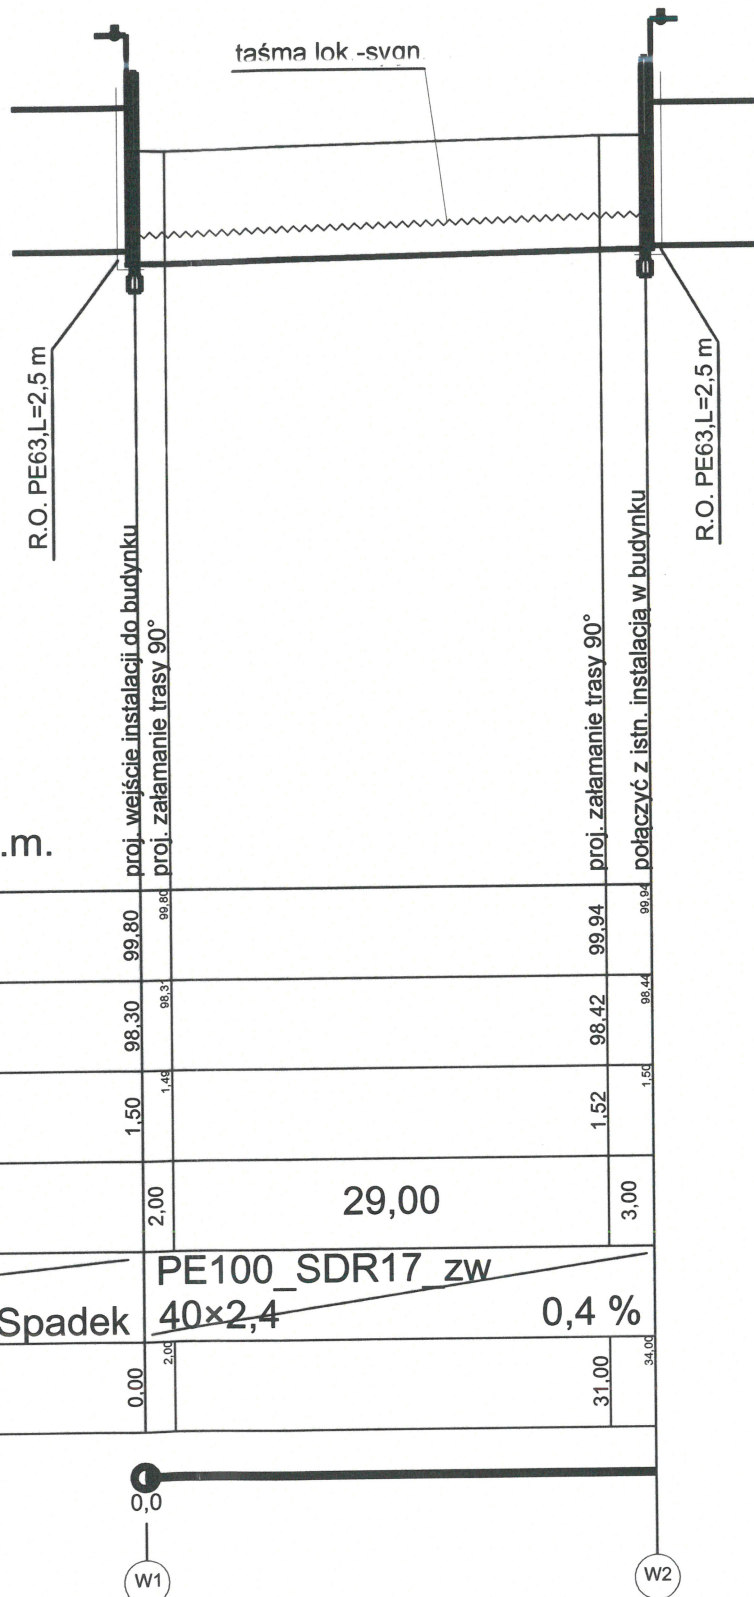 taśma lok.-sygn.
R.O. PE63,L=2,5 m
R.O. PE63,L=2,5 m
proj. wejście instalacji do budynku
proj. załamanie trasy 90°
proj. załamanie trasy 90°
połączyć z istn. instalacją w budynku
.m.
99,80
99,80
99,94
99,94
98,30
98,31
98,42
98,44
1,50
1,49
1,52
1,50
2,00
29,00
3,00
PE100_SDR17_zw
Spadek
40×2,4
0,4 %
0,00
2,00
31,00
34,00
0,0
W1
W2